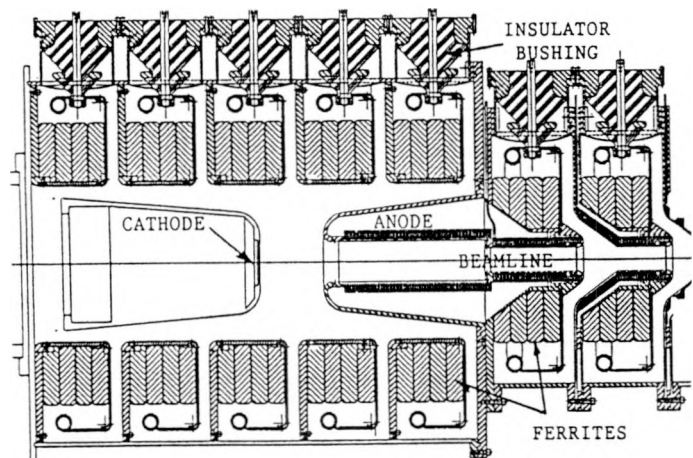 INSULATOR
BUSHING
CATHODE
ANODE
BEAMLINE
FERRITES